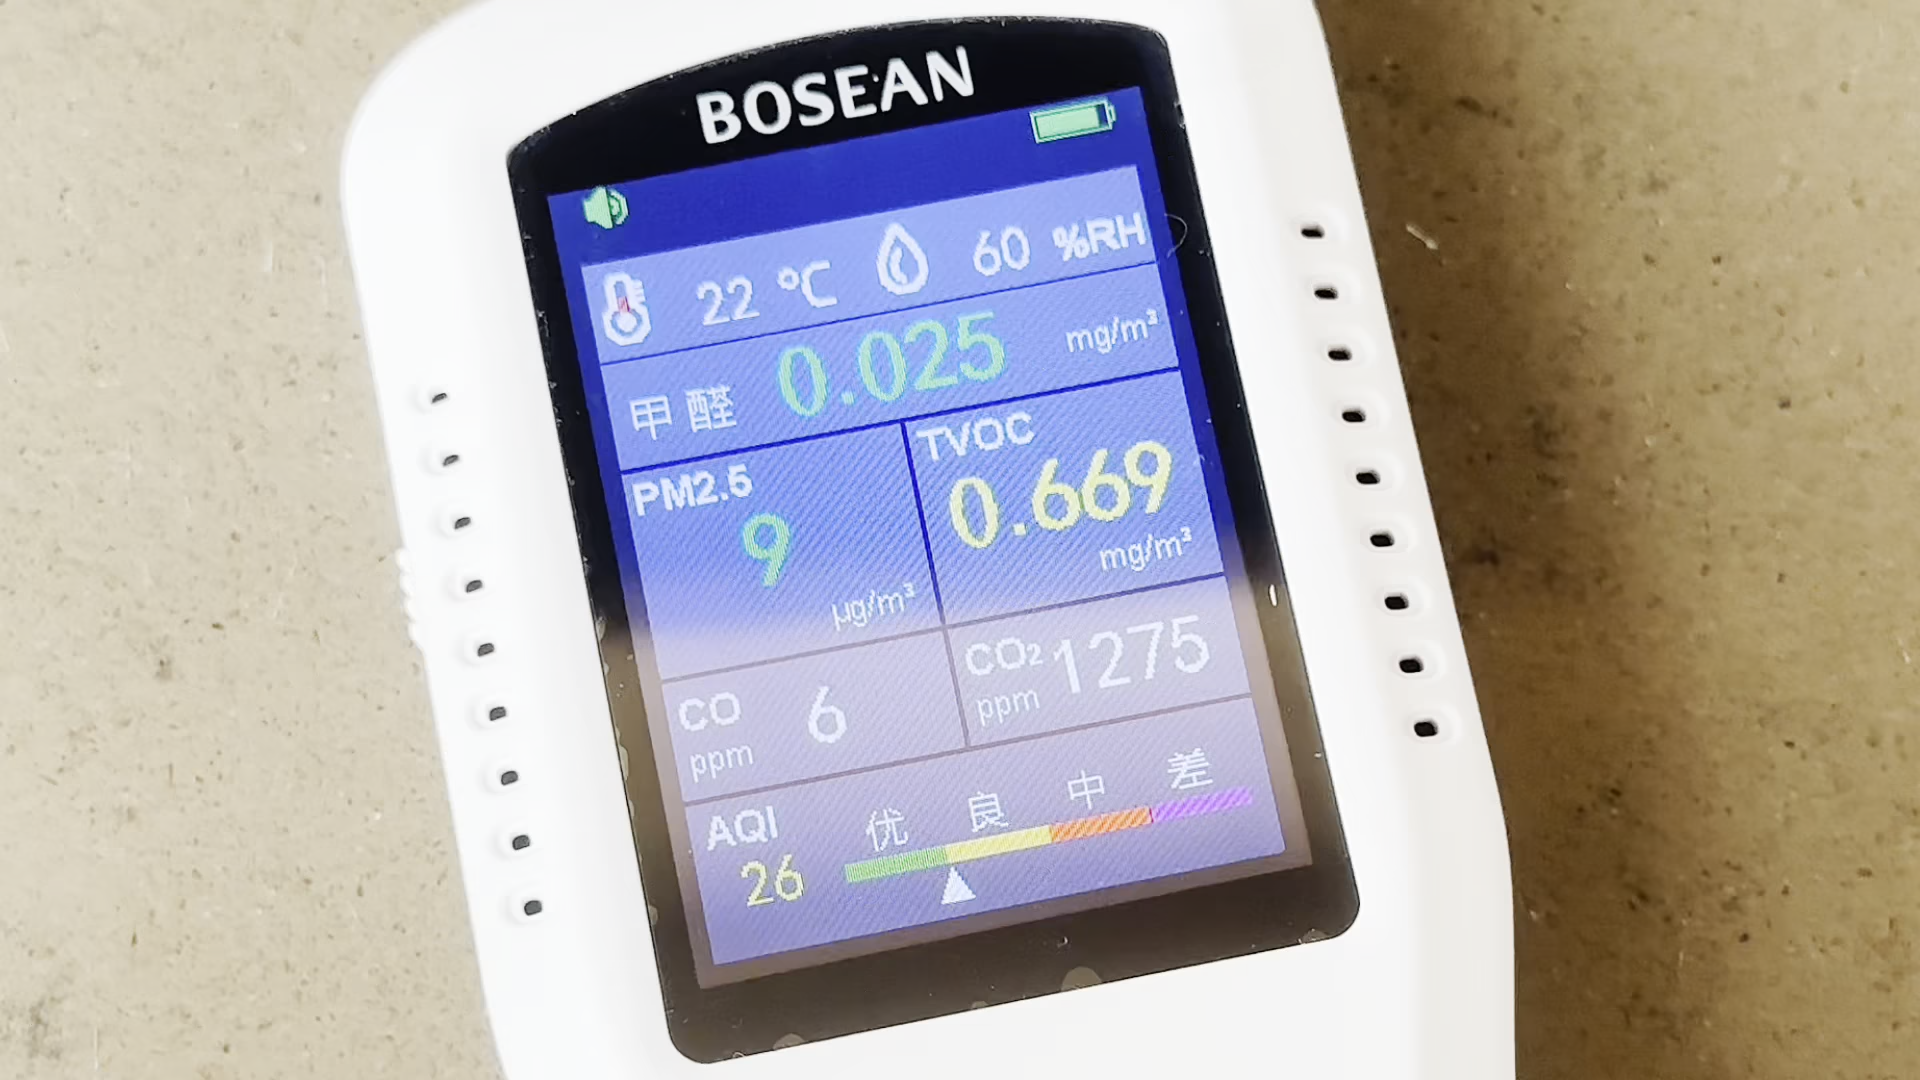 BOSEAN
22 °C 60 %RH
甲醛 0.025 mg/m³
PM2.5
9
µg/m³
TVOC
0.669
mg/m³
CO
ppm
6
CO₂
ppm
1275
AQI
26
优 良 中 差